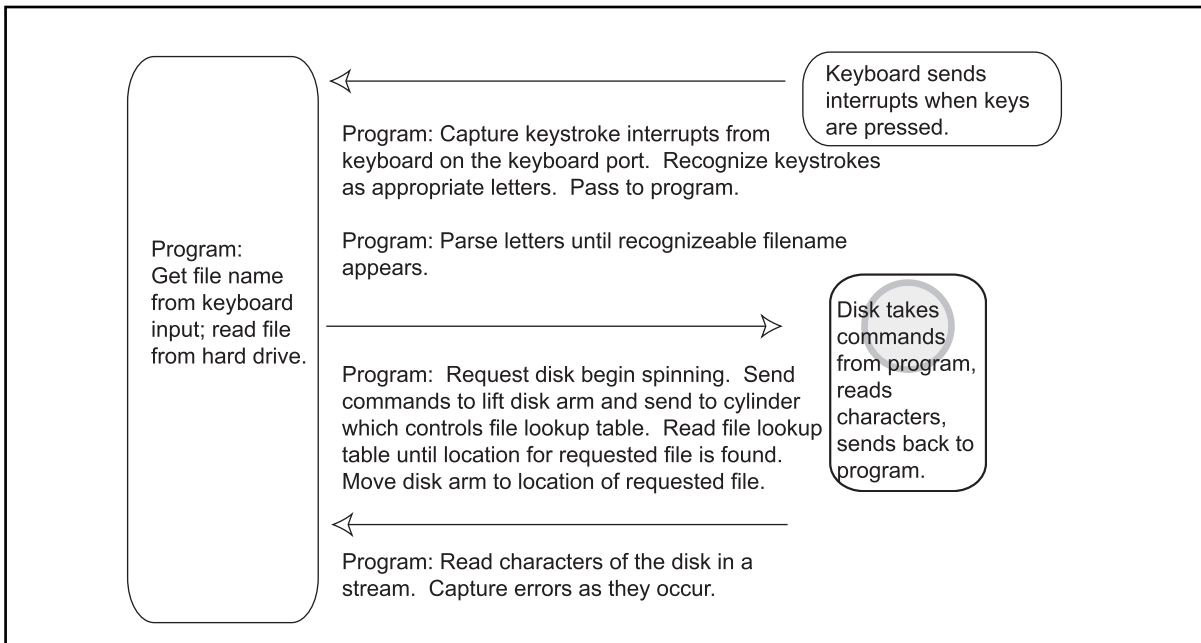 Keyboard sends
interrupts when keys
are pressed.
Program: Capture keystroke interrupts from
keyboard on the keyboard port.  Recognize keystrokes
as appropriate letters.  Pass to program.
Program: Parse letters until recognizeable filename
appears.
Program:
Get file name
from keyboard
input; read file
from hard drive.
Disk takes
commands
from program,
reads
characters,
sends back to
program.
Program:  Request disk begin spinning.  Send
commands to lift disk arm and send to cylinder
which controls file lookup table.  Read file lookup
table until location for requested file is found.
Move disk arm to location of requested file.
Program: Read characters of the disk in a
stream.  Capture errors as they occur.